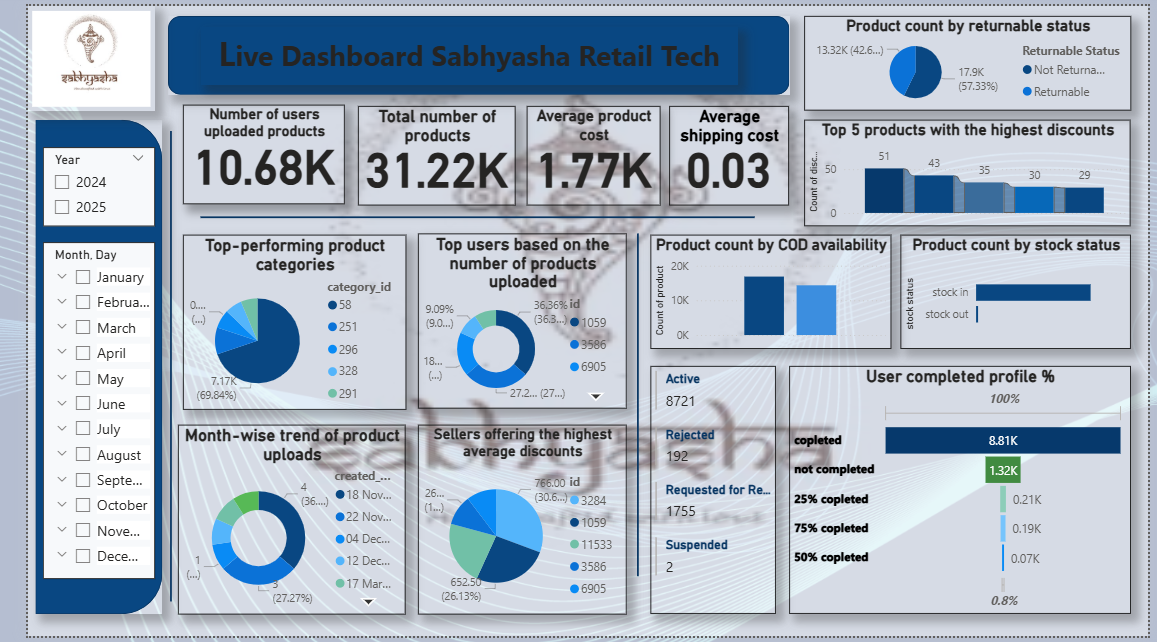 sabhyasha
Live Dashboard Sabhyasha Retail Tech
Year
2024
2025
Month, Day
January
Februa...
March
April
May
June
July
August
Septe...
October
Nove...
Dece...
Number of users
uploaded products
10.68K
Total number of
products
31.22K
Average product
cost
1.77K
Average
shipping cost
0.03
Product count by returnable status
13.32K (42.6...)
17.9K
(57.33%)
Returnable Status
Not Returna...
Returnable
Top 5 products with the highest discounts
Count of disc...
50
0
51
43
35
30
29
Top-performing product
categories
0....
(...)
7.17K
(69.84%)
category_id
58
251
296
328
291
Top users based on the
number of products
uploaded
9.09%
(9.0...)
36.36%
(36.3...)
18...
(...)
27.2... (27...)
id
1059
3586
6905
Product count by COD availability
Count of product
20K
10K
0K
Product count by stock status
stock status
stock in
stock out
Month-wise trend of product
uploads
4
(36....)
1
(...)
3
(27.27%)
created_...
18 Nov...
22 Nov...
04 Dec...
12 Dec...
17 Mar...
Sellers offering the highest
average discounts
766.00
(30.6...)
26...
(1...)
652.50
(26.13%)
id
3284
1059
11533
3586
6905
Active
8721
Rejected
192
Requested for Re...
1755
Suspended
2
User completed profile %
100%
copleted
8.81K
not completed
1.32K
25% copleted
0.21K
75% copleted
0.19K
50% copleted
0.07K
0.8%
sabhyasha